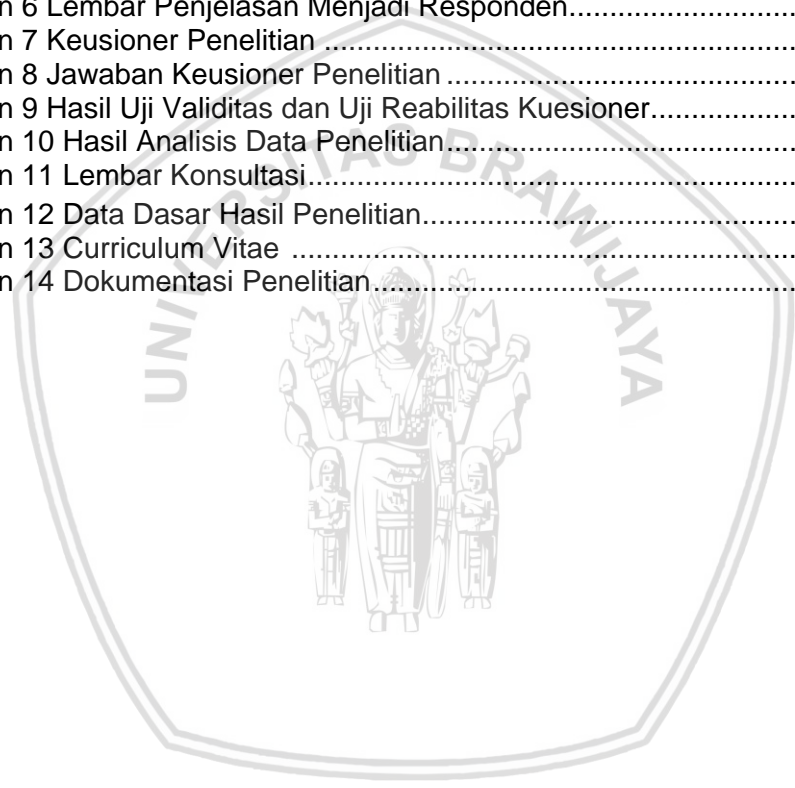 n 6 Lembar Penjelasan Menjadi Responden..............................
n 7 Keusioner Penelitian ..........................................................
n 8 Jawaban Keusioner Penelitian ...........................................
n 9 Hasil Uji Validitas dan Uji Reabilitas Kuesioner..................
n 10 Hasil Analisis Data Penelitian...........................................
n 11 Lembar Konsultasi............................................................
n 12 Data Dasar Hasil Penelitian..............................................
n 13 Curriculum Vitae ..............................................................
n 14 Dokumentasi Penelitian....................................................
UNIVERSITAS BRAWIJAYA